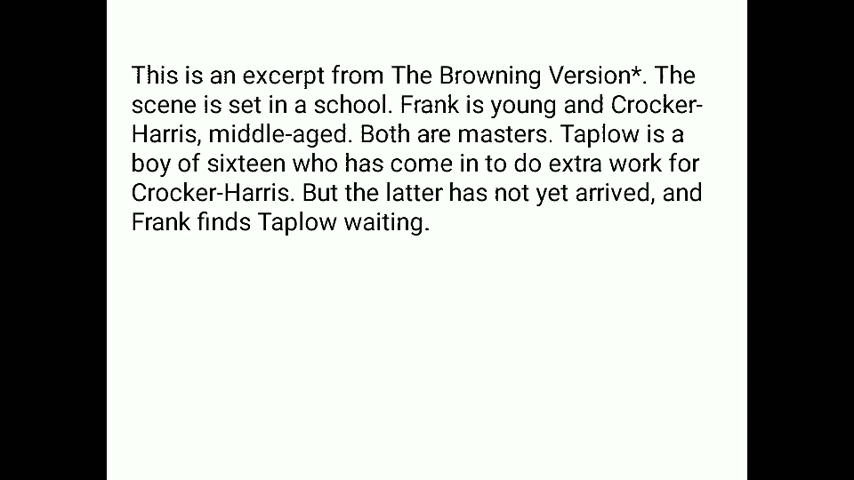 This is an excerpt from The Browning Version*. The
scene is set in a school. Frank is young and Crocker-
Harris, middle-aged. Both are masters. Taplow is a
boy of sixteen who has come in to do extra work for
Crocker-Harris. But the latter has not yet arrived, and
Frank finds Taplow waiting.